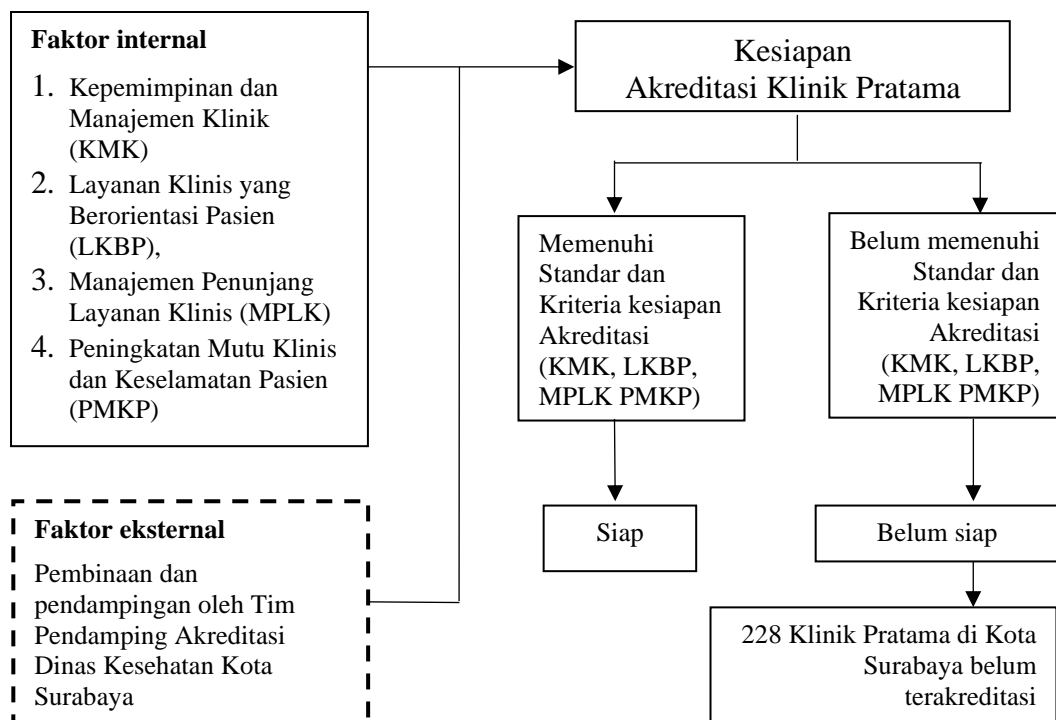 Faktor internal
1. Kepemimpinan dan
Manajemen Klinik
(KMK)
2. Layanan Klinis yang
Berorientasi Pasien
(LKBP),
3. Manajemen Penunjang
Layanan Klinis (MPLK)
4. Peningkatan Mutu Klinis
dan Keselamatan Pasien
(PMKP)
Faktor eksternal
Pembinaan dan
pendampingan oleh Tim
Pendamping Akreditasi
Dinas Kesehatan Kota
Surabaya
Kesiapan
Akreditasi Klinik Pratama
Memenuhi
Standar dan
Kriteria kesiapan
Akreditasi
(KMK, LKBP,
MPLK PMKP)
Siap
Belum memenuhi
Standar dan
Kriteria kesiapan
Akreditasi
(KMK, LKBP,
MPLK PMKP)
Belum siap
228 Klinik Pratama di Kota
Surabaya belum
terakreditasi